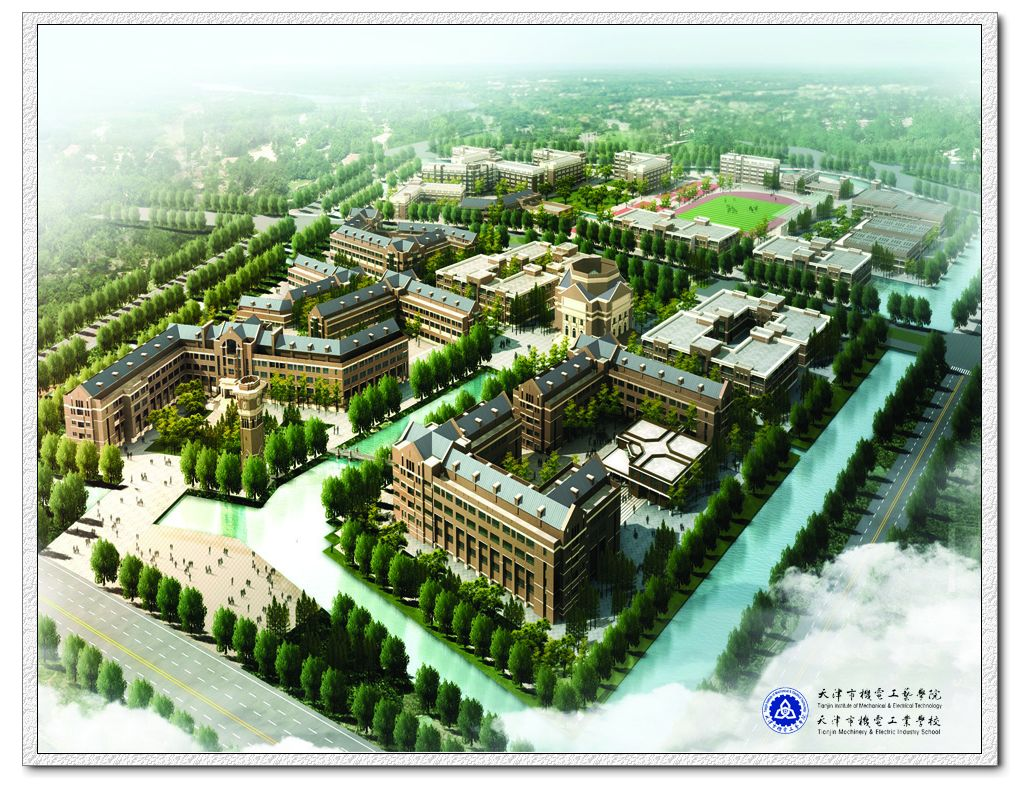 天津市機電工藝學院
Tianjin Institute of Mechanical & Electrical Technology
天津市機電工業學校
Tianjin Machinery & Electric Industry School